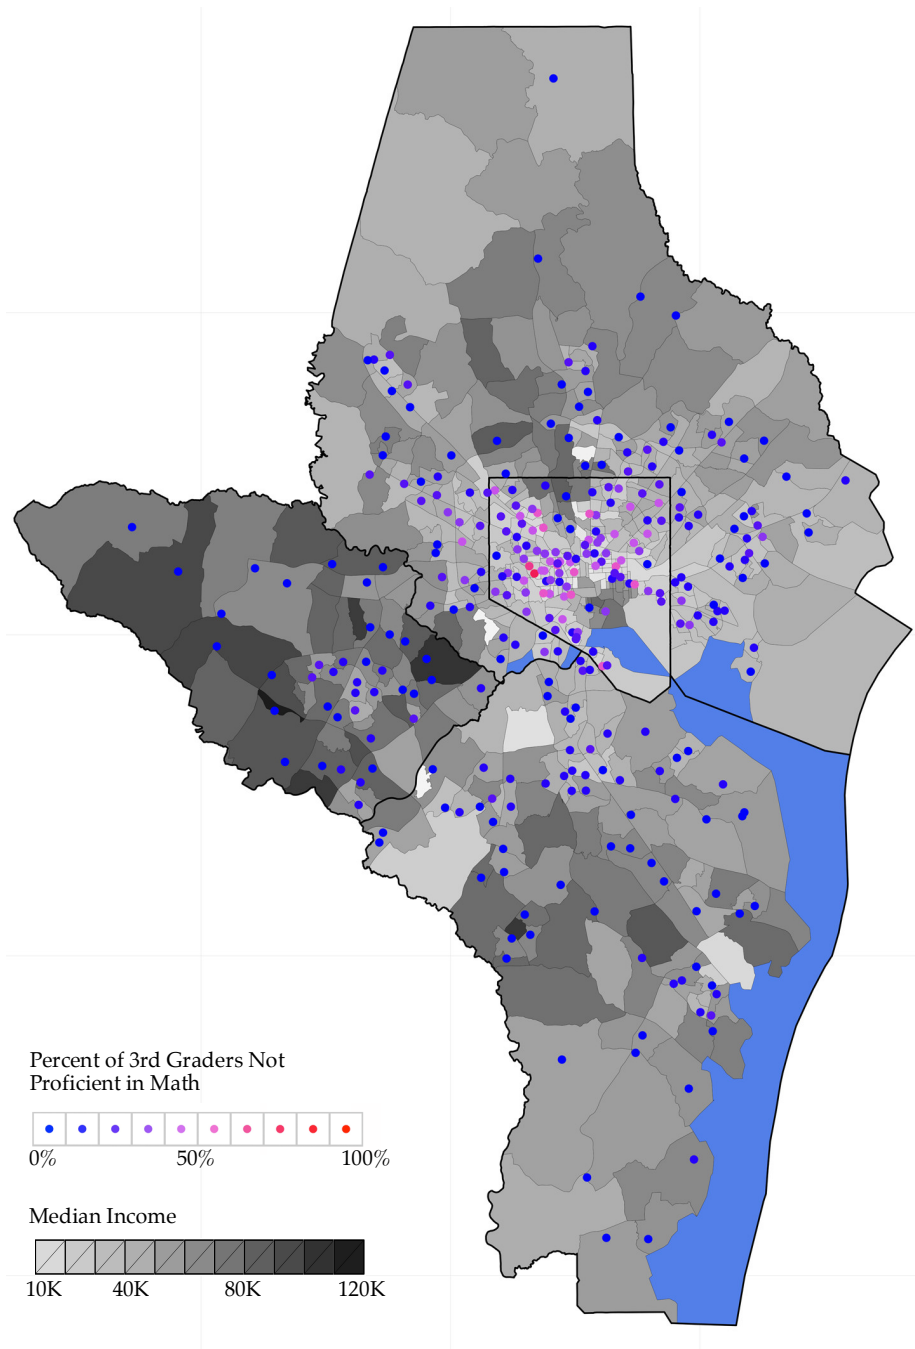 Percent of 3rd Graders Not
Proficient in Math
0% 50% 100%
Median Income
10K 40K 80K 120K